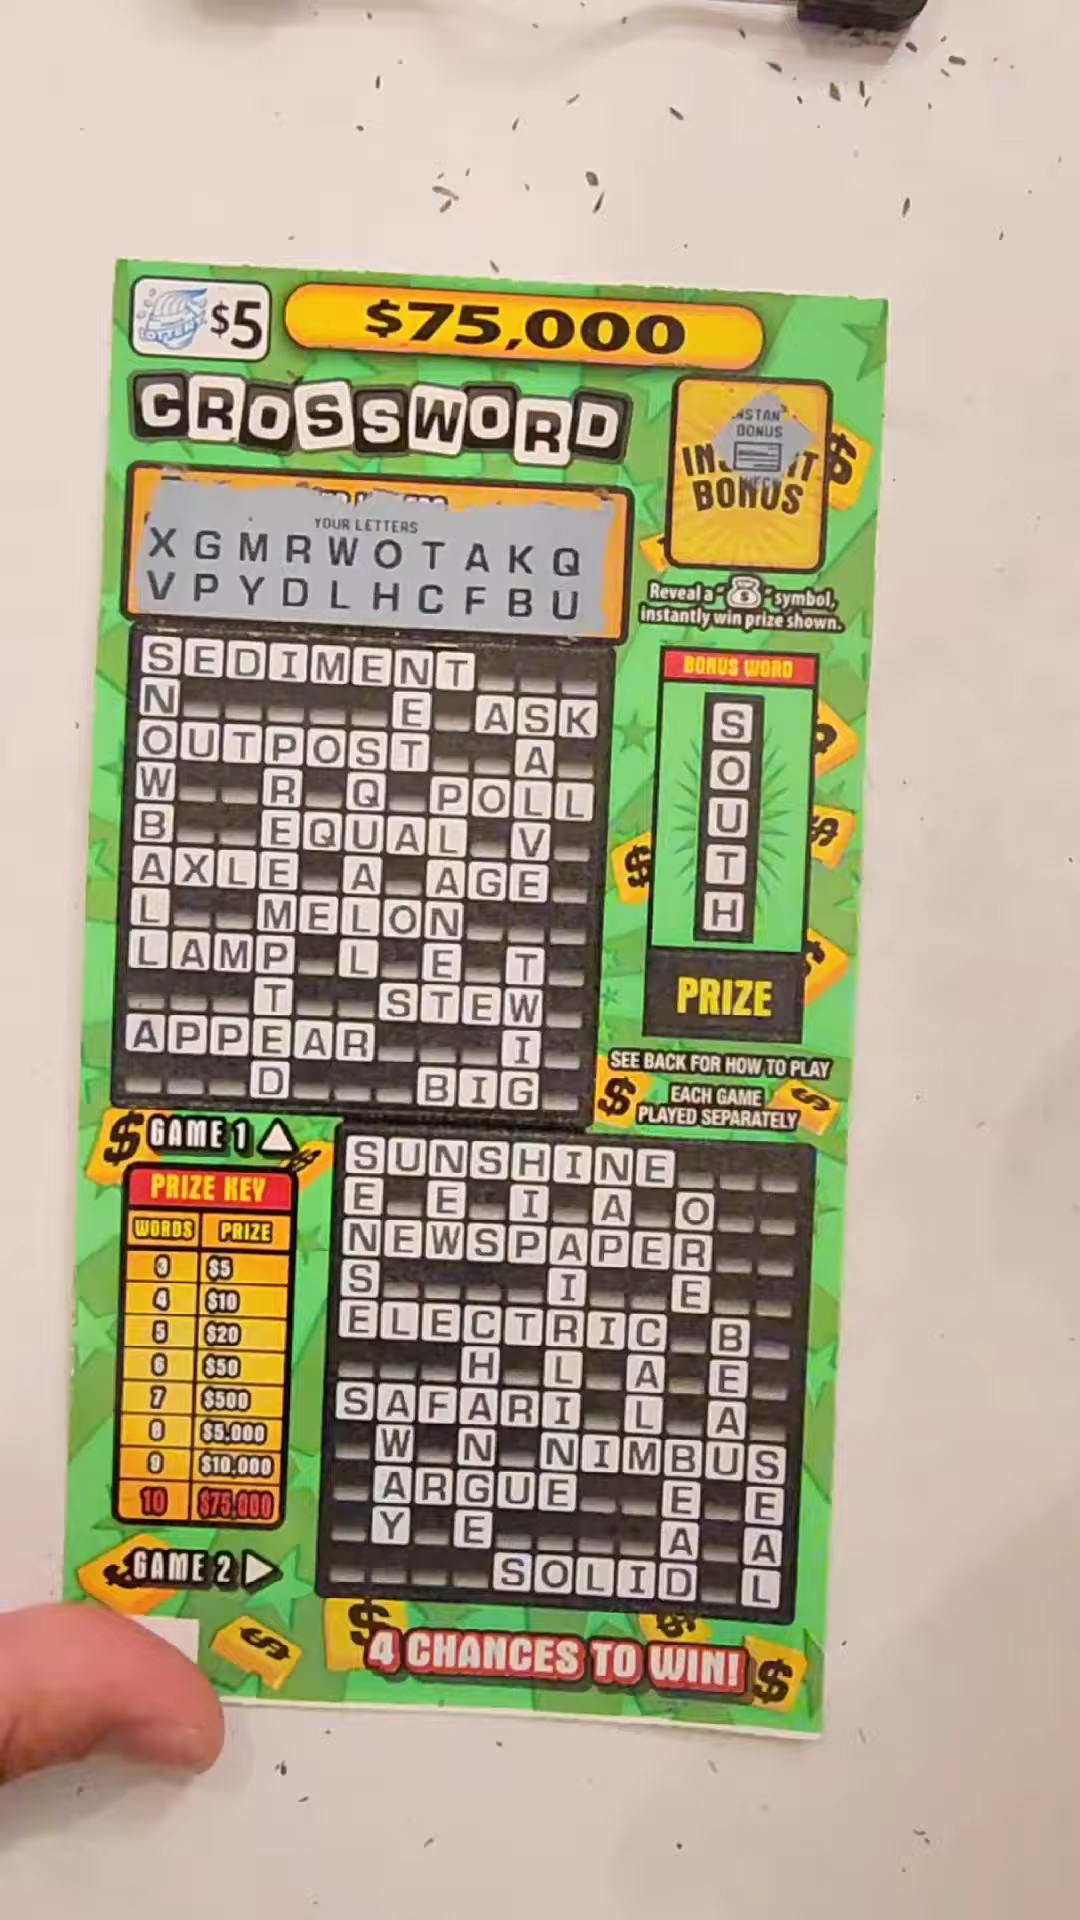 LOTTERY
$5
$75,000
CROSSWORD
INSTANT
BONUS
YOUR LETTERS
X G M R W O T A K Q
V P Y D L H C F B U
Reveal a "$" symbol,
instantly win prize shown.
SEDIMENT
N E ASK
OUTPOST A
W R Q POLL
B EQUAL V
AXLE A AGE
L MELON
LAMP L E T
T STEW
APPEAR I
D BIG
BONUS WORD
S
O
U
T
H
PRIZE
SEE BACK FOR HOW TO PLAY
EACH GAME
PLAYED SEPARATELY
GAME 1
PRIZE KEY
WORDS PRIZE
3 $5
4 $10
5 $20
6 $50
7 $500
8 $5,000
9 $10,000
10 $75,000
GAME 2
SUNSHINE
E E I A O
NEWSPAPER
S I E
ELECTRIC B
H L A E
SAFARI L A
W N NIMBUS
ARGUE E E
Y E A A
SOLID L
4 CHANCES TO WIN!